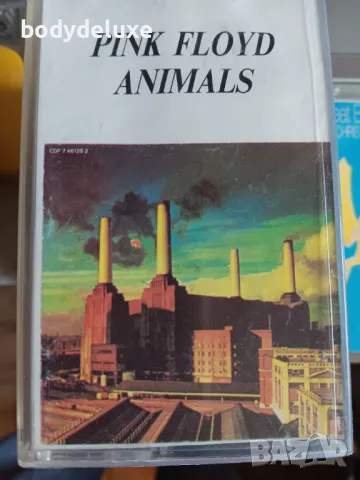 bodydeluxe
PINK FLOYD
ANIMALS
CDP 7 46128 2
BAZAR